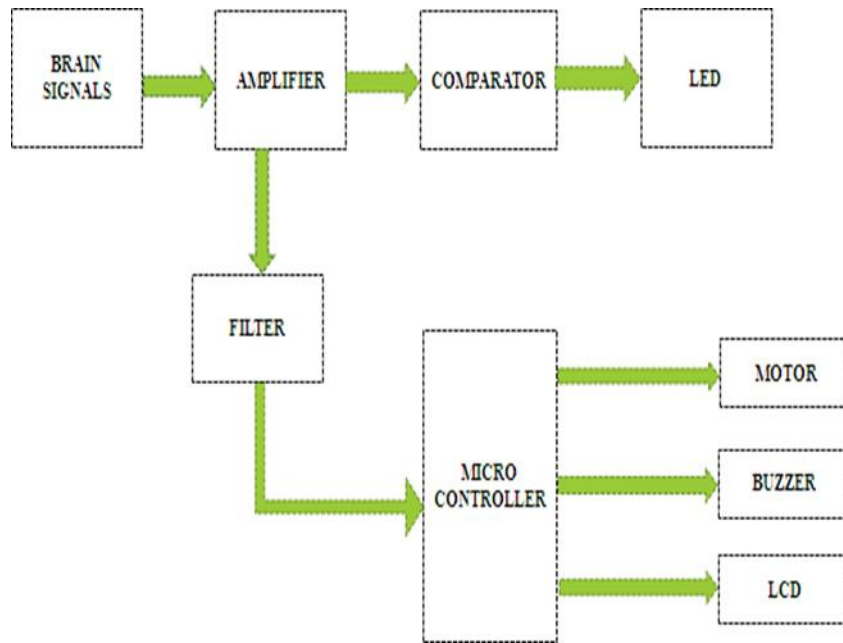 BRAIN
SIGNALS
AMPLIFIER
COMPARATOR
LED
FILTER
MICRO
CONTROLLER
MOTOR
BUZZER
LCD